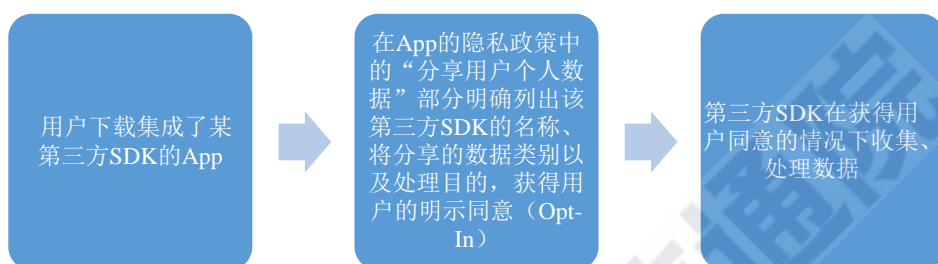 用户下载集成了某
第三方SDK的App
在App的隐私政策中
的“分享用户个人数
据”部分明确列出该
第三方SDK的名称、
将分享的数据类别以
及处理目的，获得用
户的明示同意（Opt-
In）
第三方SDK在获得用
户同意的情况下收集、
处理数据